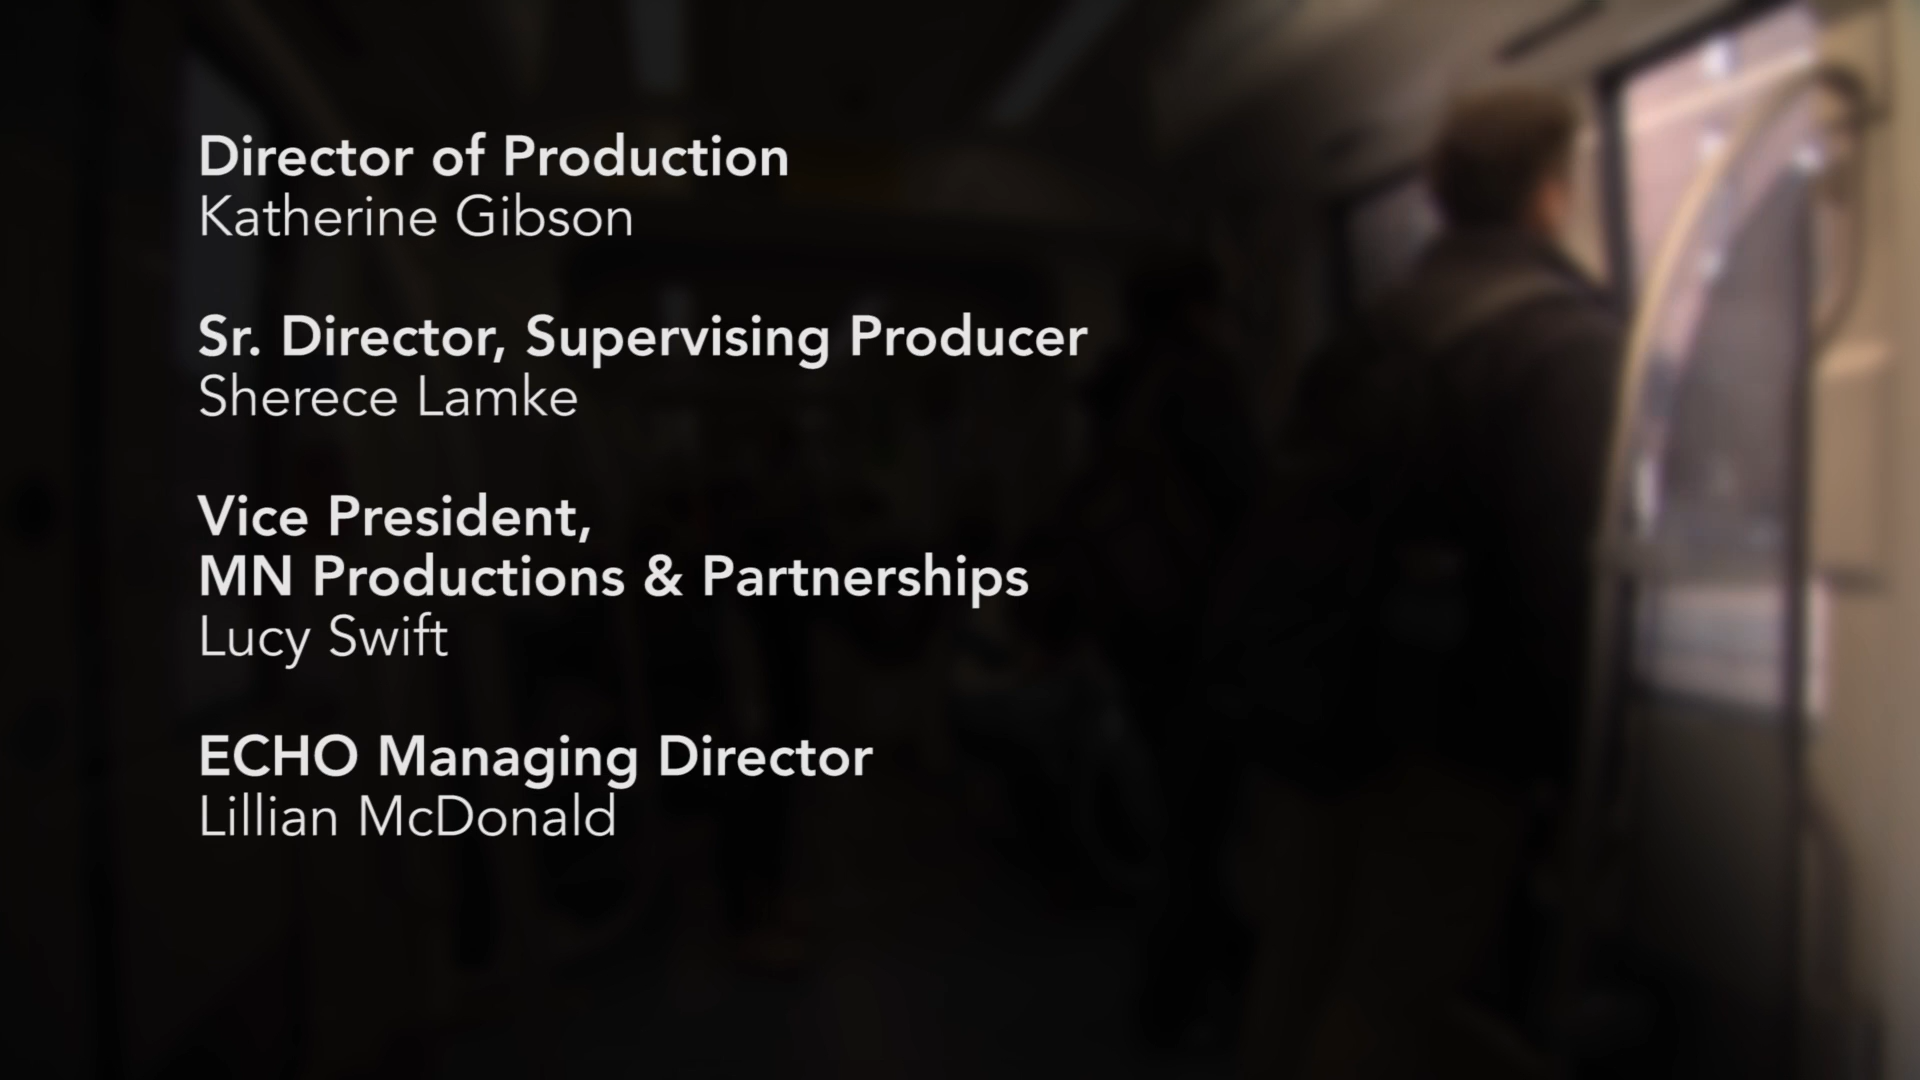 Director of Production
Katherine Gibson
Sr. Director, Supervising Producer
Sherece Lamke
Vice President,
MN Productions & Partnerships
Lucy Swift
ECHO Managing Director
Lillian McDonald